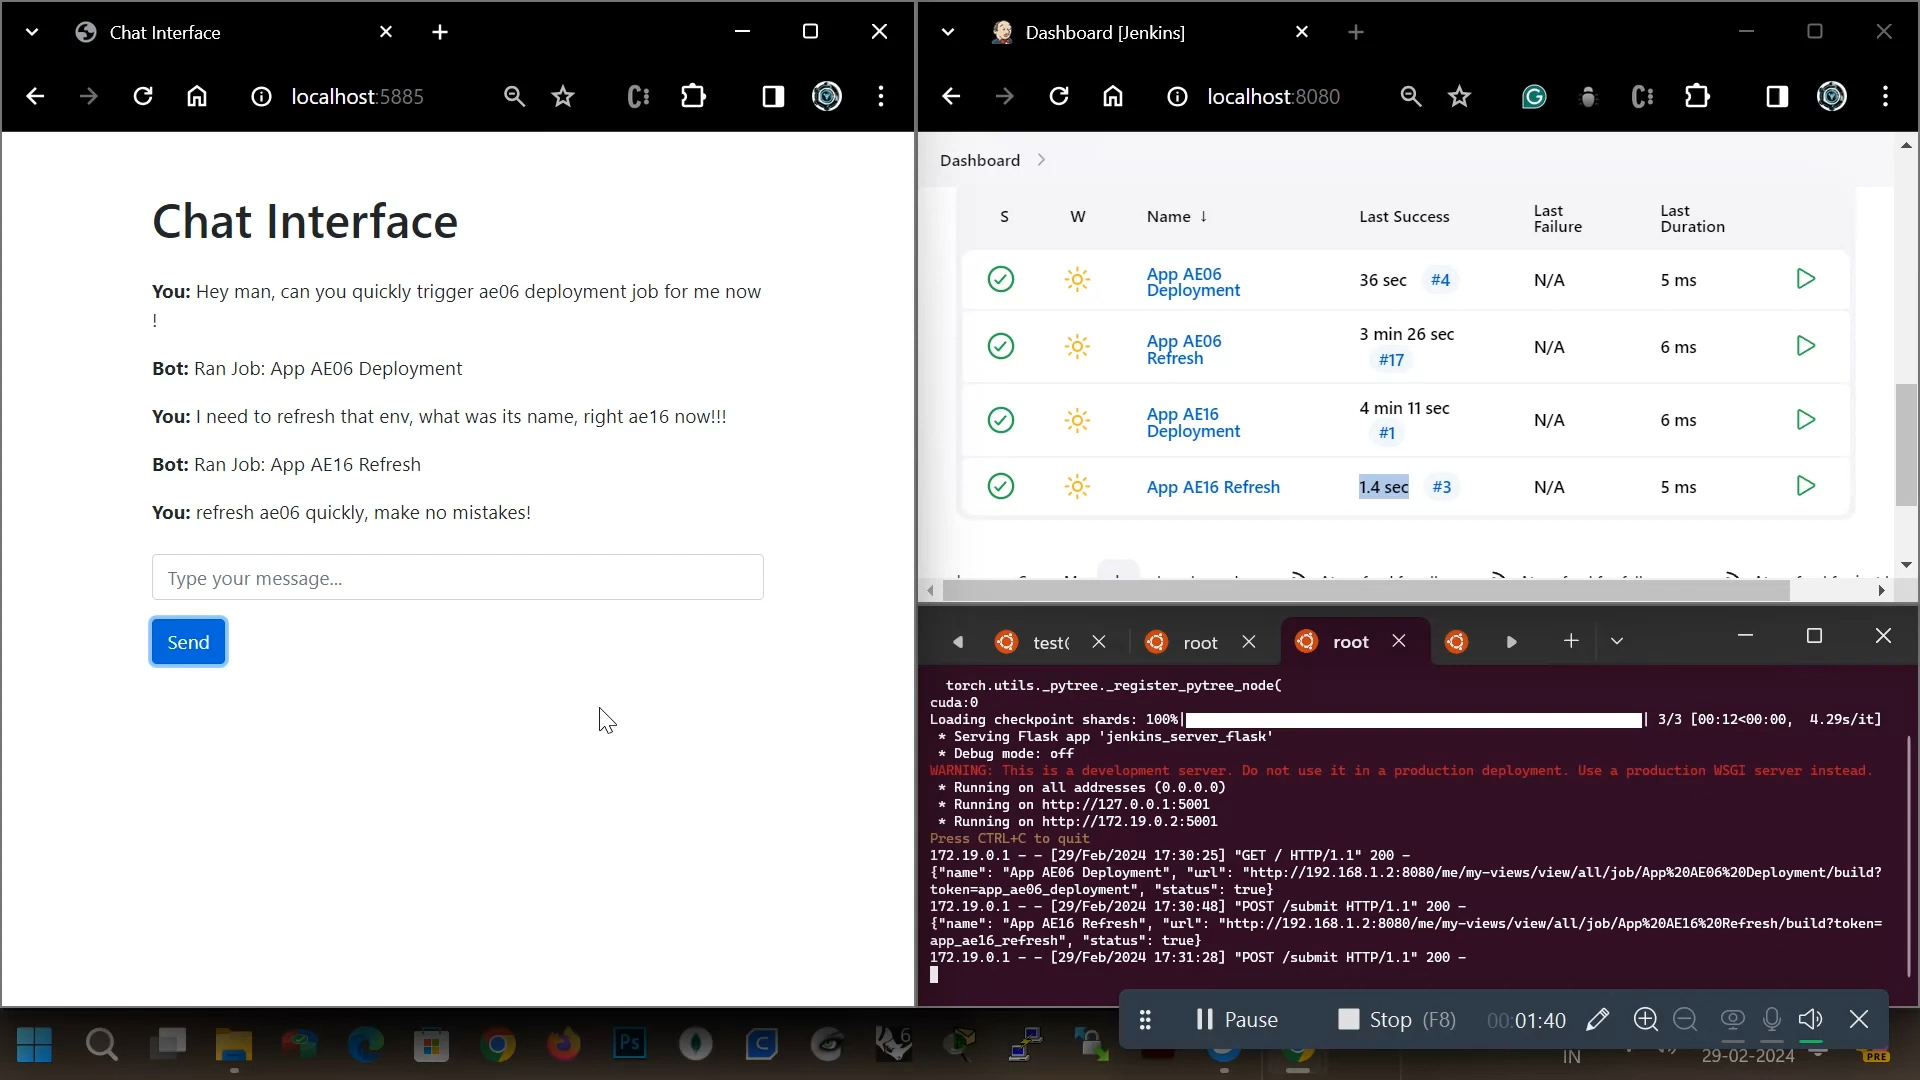 Chat Interface
localhost:5885
Chat Interface
You: Hey man, can you quickly trigger ae06 deployment job for me now
!
Bot: Ran Job: App AE06 Deployment
You: I need to refresh that env, what was its name, right ae16 now!!!
Bot: Ran Job: App AE16 Refresh
You: refresh ae06 quickly, make no mistakes!
Type your message...
Send
Dashboard [Jenkins]
localhost:8080
Dashboard
S W Name ↓ Last Success Last Failure Last Duration
App AE06 Deployment 36 sec #4 N/A 5 ms
App AE06 Refresh 3 min 26 sec #17 N/A 6 ms
App AE16 Deployment 4 min 11 sec #1 N/A 6 ms
App AE16 Refresh 1.4 sec #3 N/A 5 ms
test( root root
torch.utils._pytree._register_pytree_node(
cuda:0
Loading checkpoint shards: 100%| | 3/3 [00:12<00:00, 4.29s/it]
* Serving Flask app 'jenkins_server_flask'
* Debug mode: off
WARNING: This is a development server. Do not use it in a production deployment. Use a production WSGI server instead.
* Running on all addresses (0.0.0.0)
* Running on http://127.0.0.1:5001
* Running on http://172.19.0.2:5001
Press CTRL+C to quit
172.19.0.1 - - [29/Feb/2024 17:30:25] "GET / HTTP/1.1" 200 -
{"name": "App AE06 Deployment", "url": "http://192.168.1.2:8080/me/my-views/view/all/job/App%20AE06%20Deployment/build?
token=app_ae06_deployment", "status": true}
172.19.0.1 - - [29/Feb/2024 17:30:48] "POST /submit HTTP/1.1" 200 -
{"name": "App AE16 Refresh", "url": "http://192.168.1.2:8080/me/my-views/view/all/job/App%20AE16%20Refresh/build?token=
app_ae16_refresh", "status": true}
172.19.0.1 - - [29/Feb/2024 17:31:28] "POST /submit HTTP/1.1" 200 -
Pause Stop (F8) 00:01:40
Ps
6
IN
29-02-2024
PRE